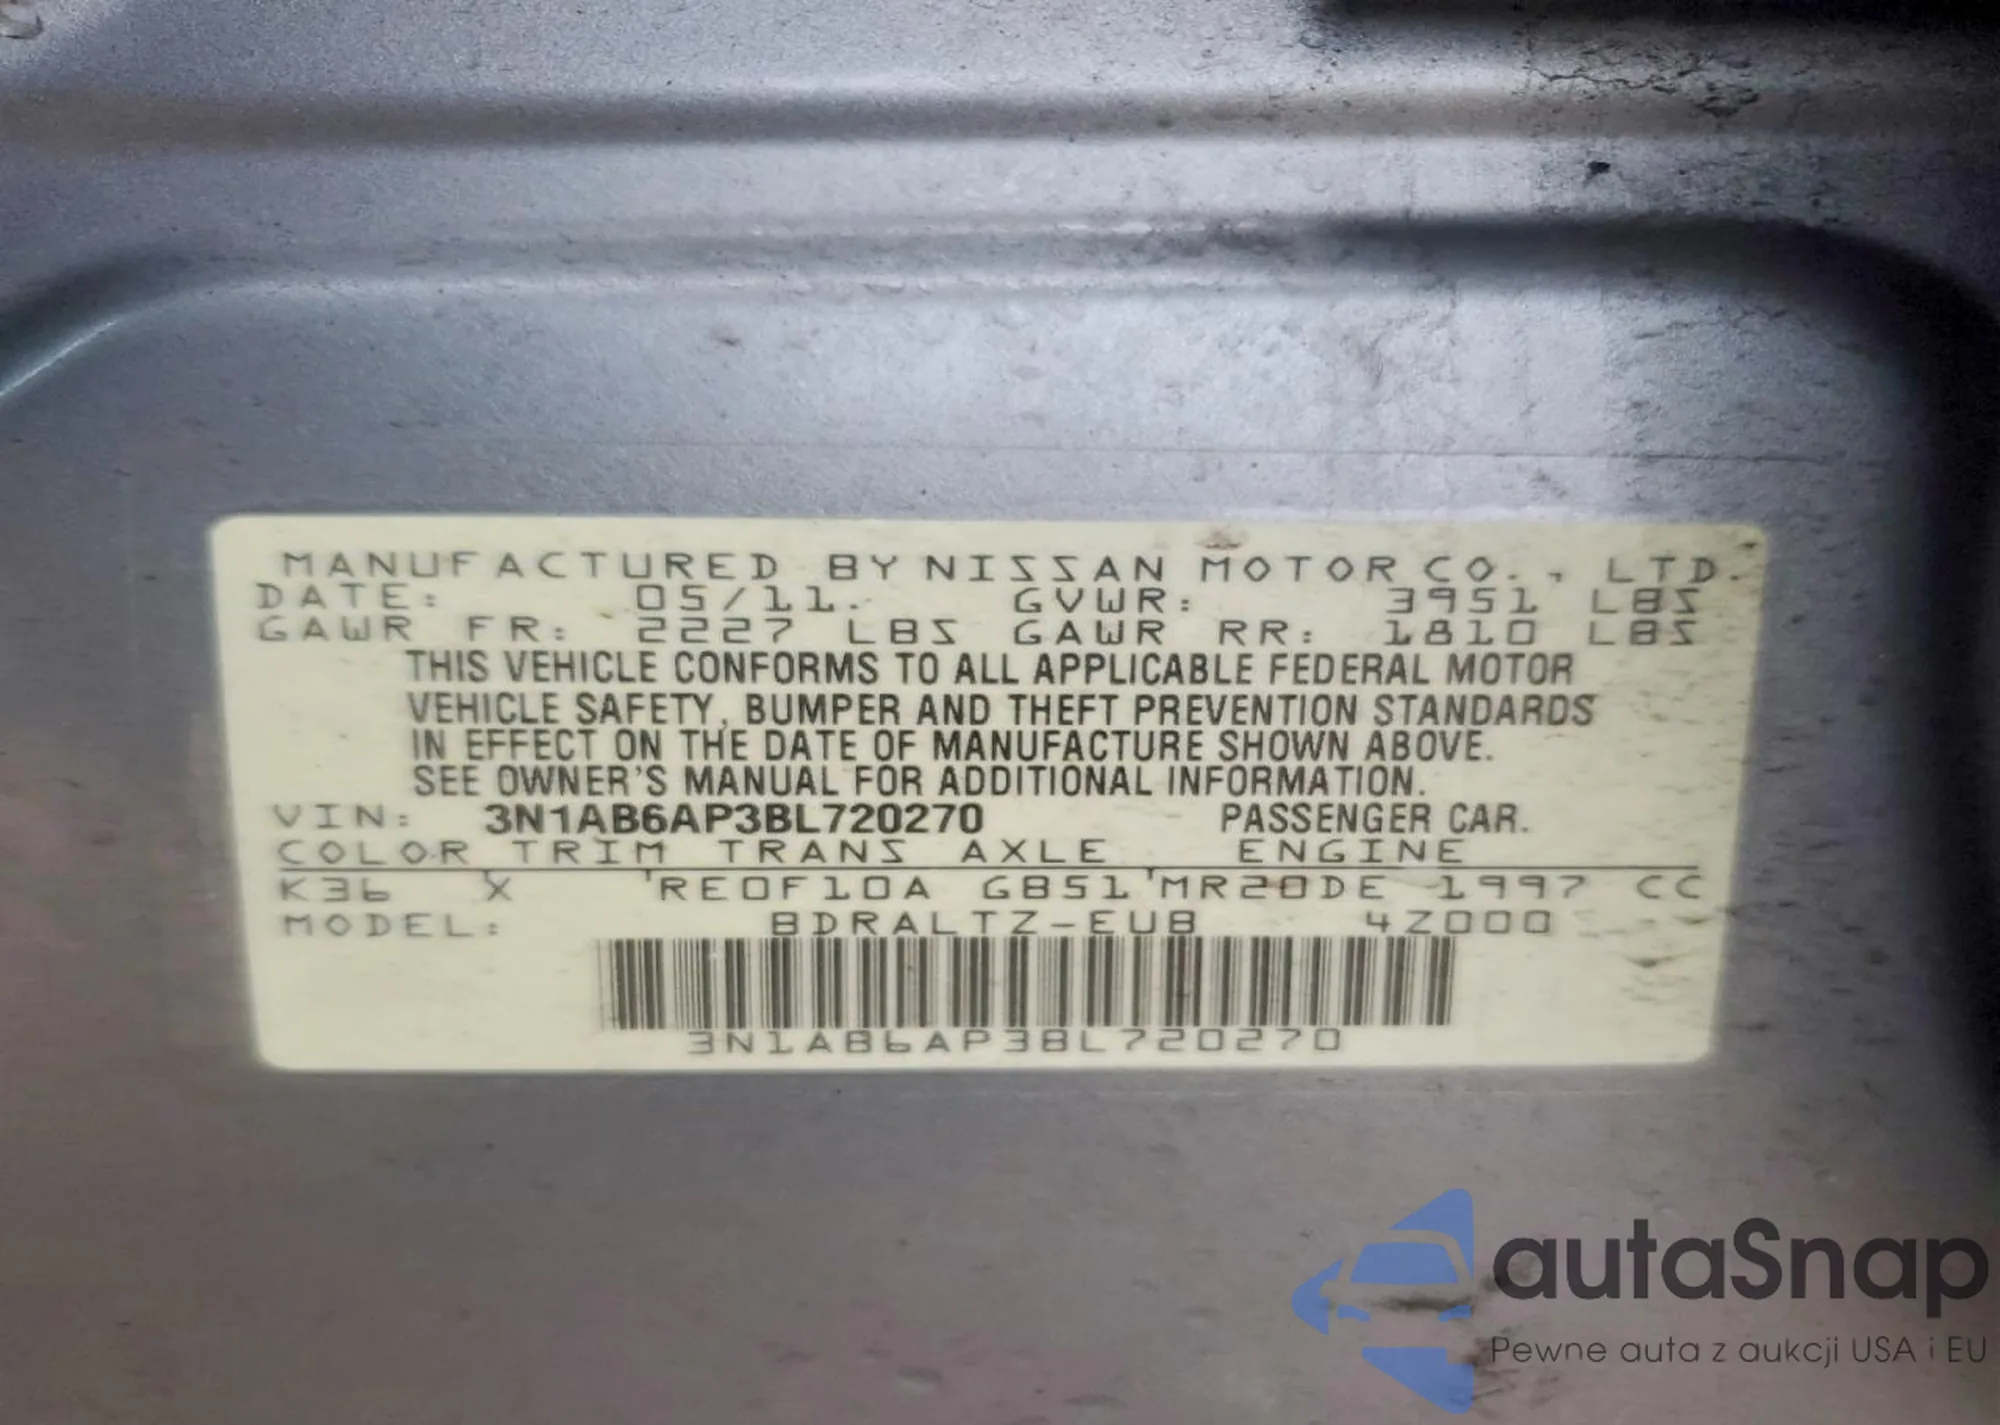 MANUFACTURED BY NISSAN MOTOR CO., LTD.
DATE: 05/11. GVWR: 3951 LBS
GAWR FR: 2227 LBS GAWR RR: 1810 LBS
THIS VEHICLE CONFORMS TO ALL APPLICABLE FEDERAL MOTOR
VEHICLE SAFETY, BUMPER AND THEFT PREVENTION STANDARDS
IN EFFECT ON THE DATE OF MANUFACTURE SHOWN ABOVE.
SEE OWNER'S MANUAL FOR ADDITIONAL INFORMATION.
VIN: 3N1AB6AP3BL720270 PASSENGER CAR.
COLOR TRIM TRANS AXLE ENGINE
K36 X RE0F10A GB51 MR20DE 1997 CC
MODEL: BDRALTZ-EUB 4Z000
3N1AB6AP3BL720270
autaSnap
Pewne auta z aukcji USA i EU